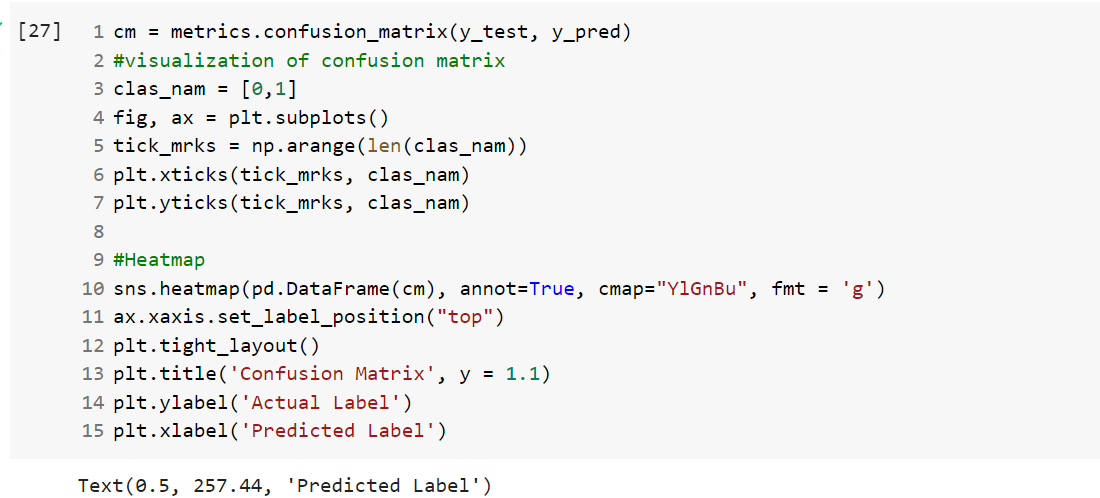 [27]
1 cm = metrics.confusion_matrix(y_test, y_pred)
2 #visualization of confusion matrix
3 clas_nam = [0,1]
4 fig, ax = plt.subplots()
5 tick_mrks = np.arange(len(clas_nam))
6 plt.xticks(tick_mrks, clas_nam)
7 plt.yticks(tick_mrks, clas_nam)
8
9 #Heatmap
10 sns.heatmap(pd.DataFrame(cm), annot=True, cmap="YlGnBu", fmt = 'g')
11 ax.xaxis.set_label_position("top")
12 plt.tight_layout()
13 plt.title('Confusion Matrix', y = 1.1)
14 plt.ylabel('Actual Label')
15 plt.xlabel('Predicted Label')
Text(0.5, 257.44, 'Predicted Label')